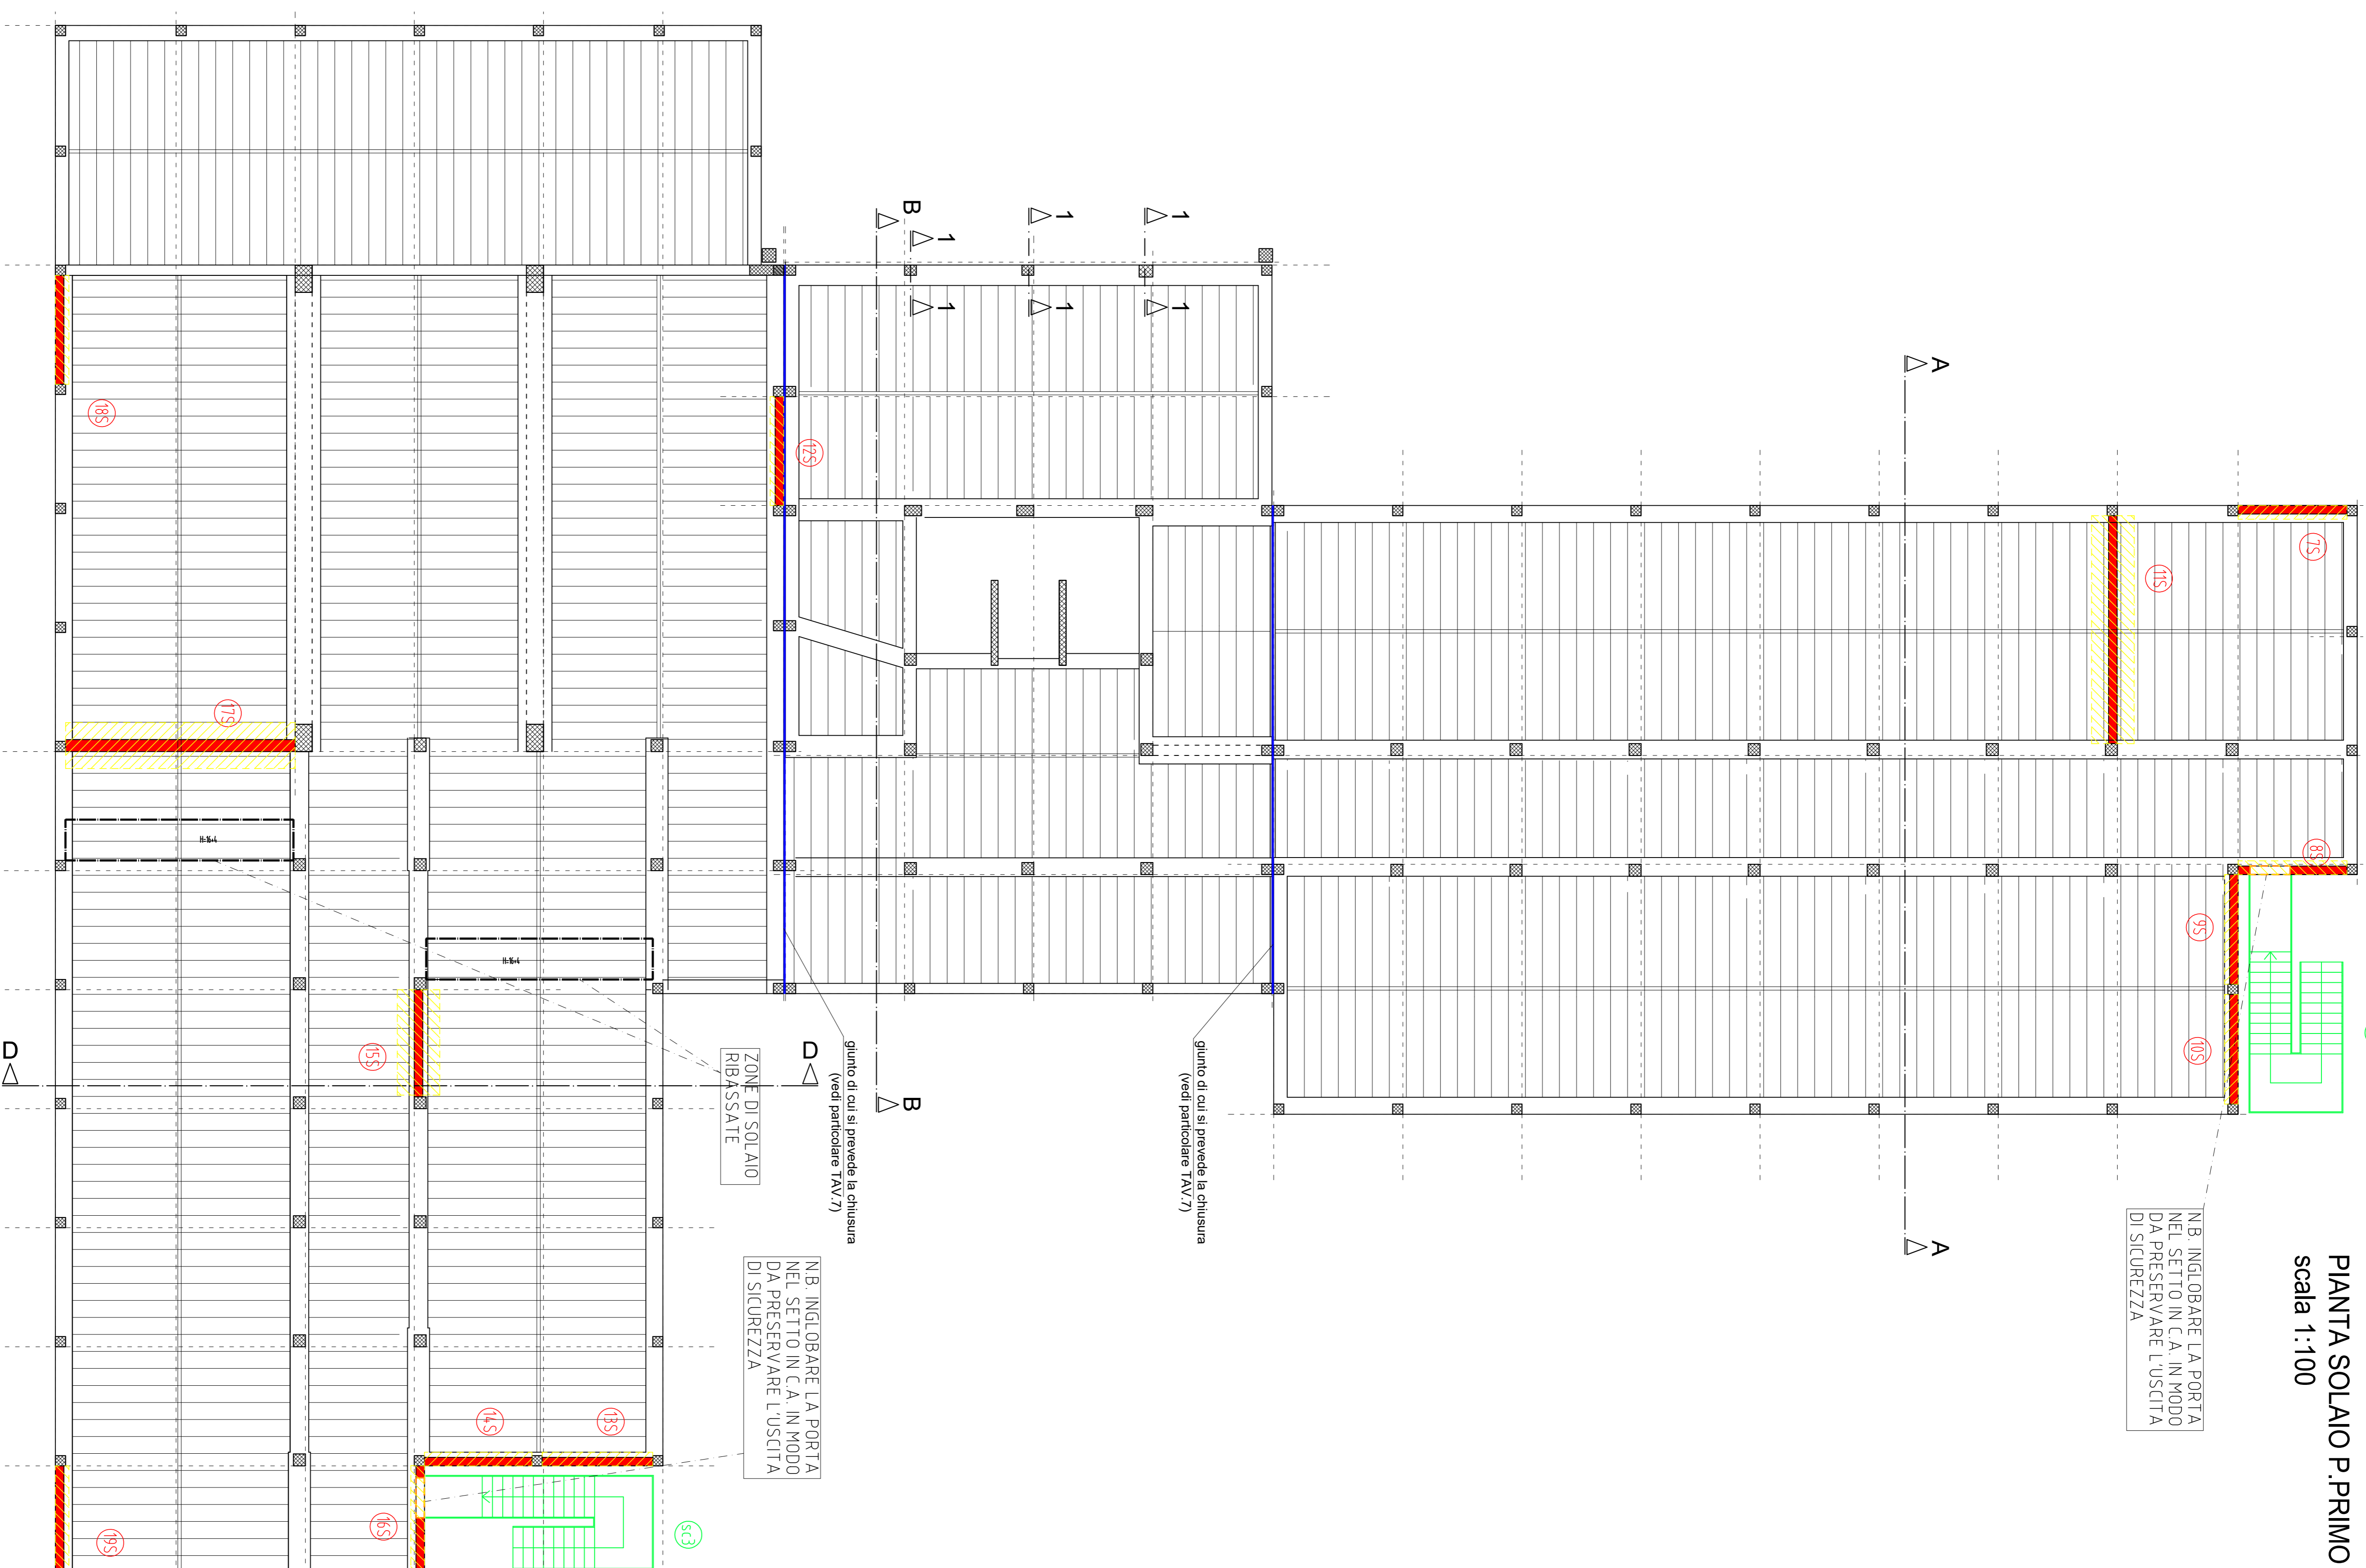 PIANTA SOLAIO P.PRIMO
scala 1:100
N.B. INGLOBARE LA PORTA
NEL SETTO IN C.A. IN MODO
DA PRESERVARE L'USCITA
DI SICUREZZA
7S
8S
11S
9S
10S
A
A
giunto di cui si prevede la chiusura
(vedi particolare TAV.7)
1
1
1
1
1
1
B
B
giunto di cui si prevede la chiusura
(vedi particolare TAV.7)
12S
D
D
ZONE DI SOLAIO
RIBASSATE
N.B. INGLOBARE LA PORTA
NEL SETTO IN C.A. IN MODO
DA PRESERVARE L'USCITA
DI SICUREZZA
sc3
13S
14S
H=16+4
15S
16S
17S
H=16+4
18S
19S